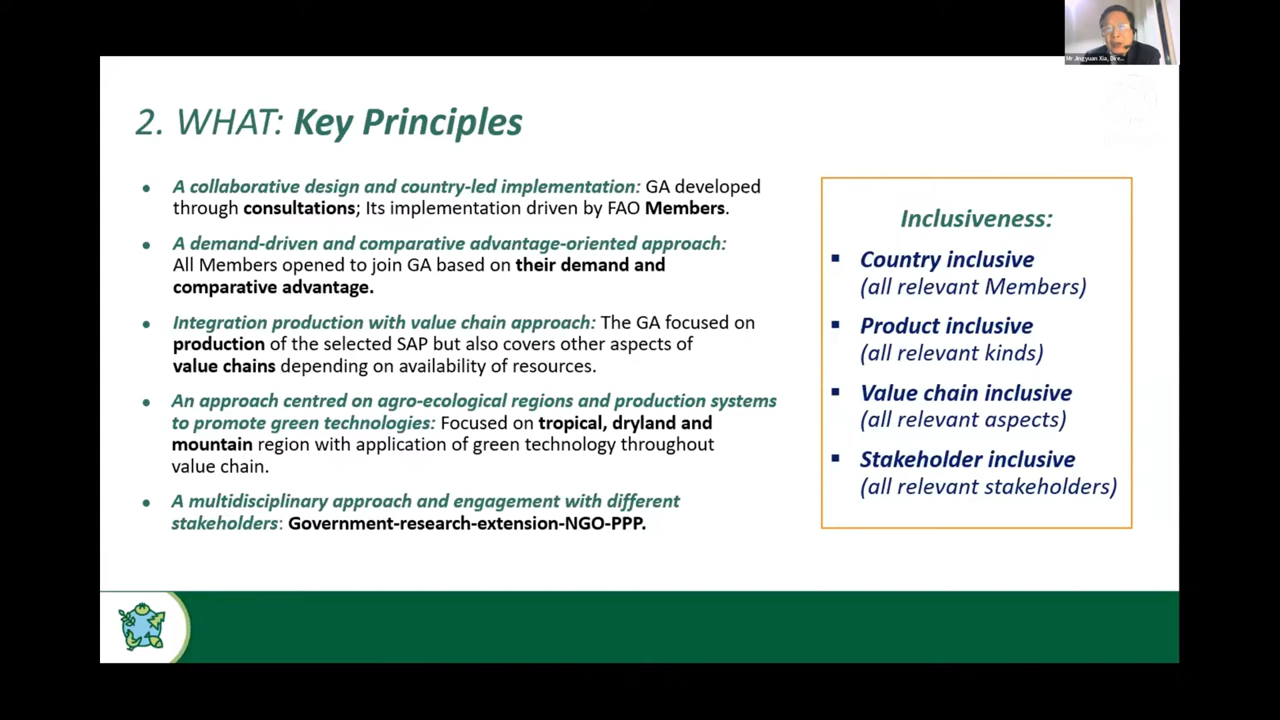 Mr Jingyuan Xia, Dire...
2. WHAT: Key Principles
• A collaborative design and country-led implementation: GA developed
through consultations; Its implementation driven by FAO Members.
• A demand-driven and comparative advantage-oriented approach:
All Members opened to join GA based on their demand and
comparative advantage.
• Integration production with value chain approach: The GA focused on
production of the selected SAP but also covers other aspects of
value chains depending on availability of resources.
• An approach centred on agro-ecological regions and production systems
to promote green technologies: Focused on tropical, dryland and
mountain region with application of green technology throughout
value chain.
• A multidisciplinary approach and engagement with different
stakeholders: Government-research-extension-NGO-PPP.
Inclusiveness:
▪ Country inclusive
(all relevant Members)
▪ Product inclusive
(all relevant kinds)
▪ Value chain inclusive
(all relevant aspects)
▪ Stakeholder inclusive
(all relevant stakeholders)